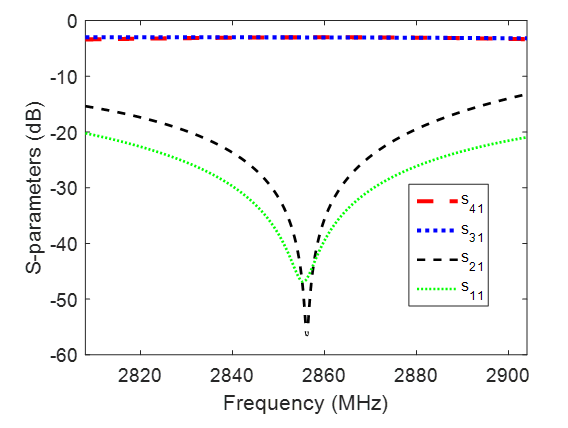 S-parameters (dB)
0
-10
-20
-30
-40
-50
-60
s41
s31
s21
s11
2820
2840
2860
2880
2900
Frequency (MHz)